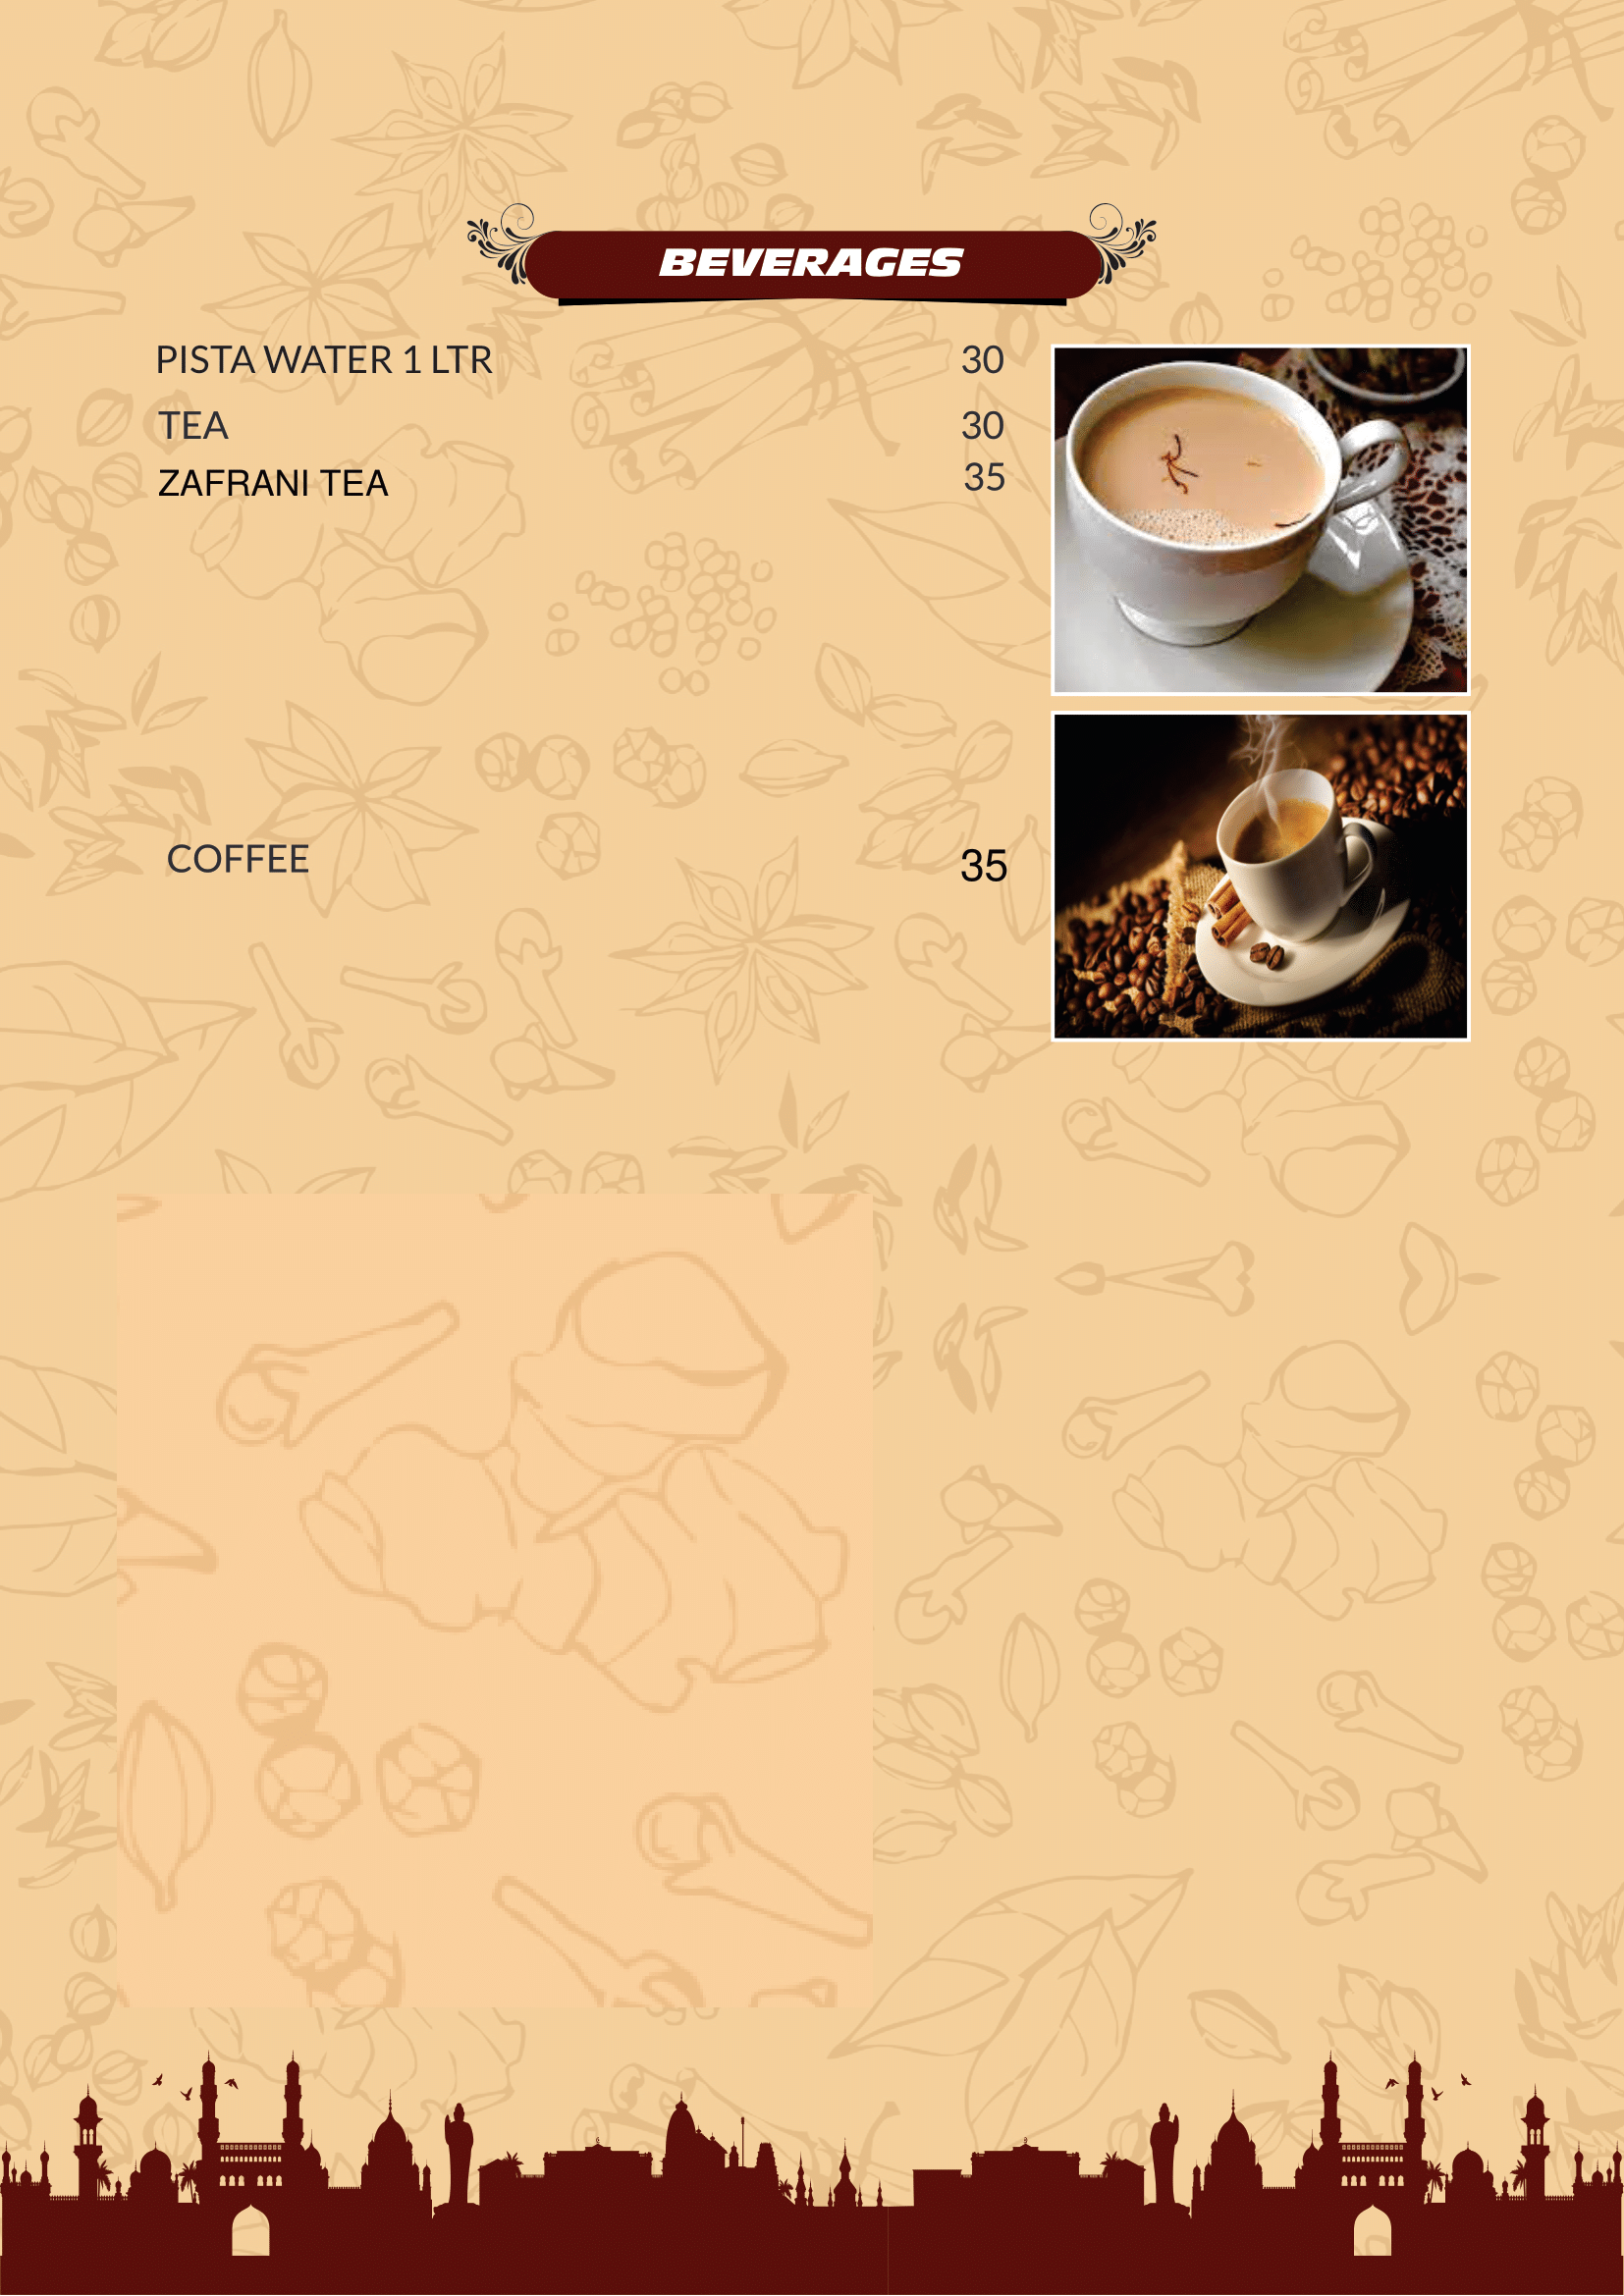 BEVERAGES
PISTA WATER 1 LTR 30
TEA 30
ZAFRANI TEA 35
COFFEE 35